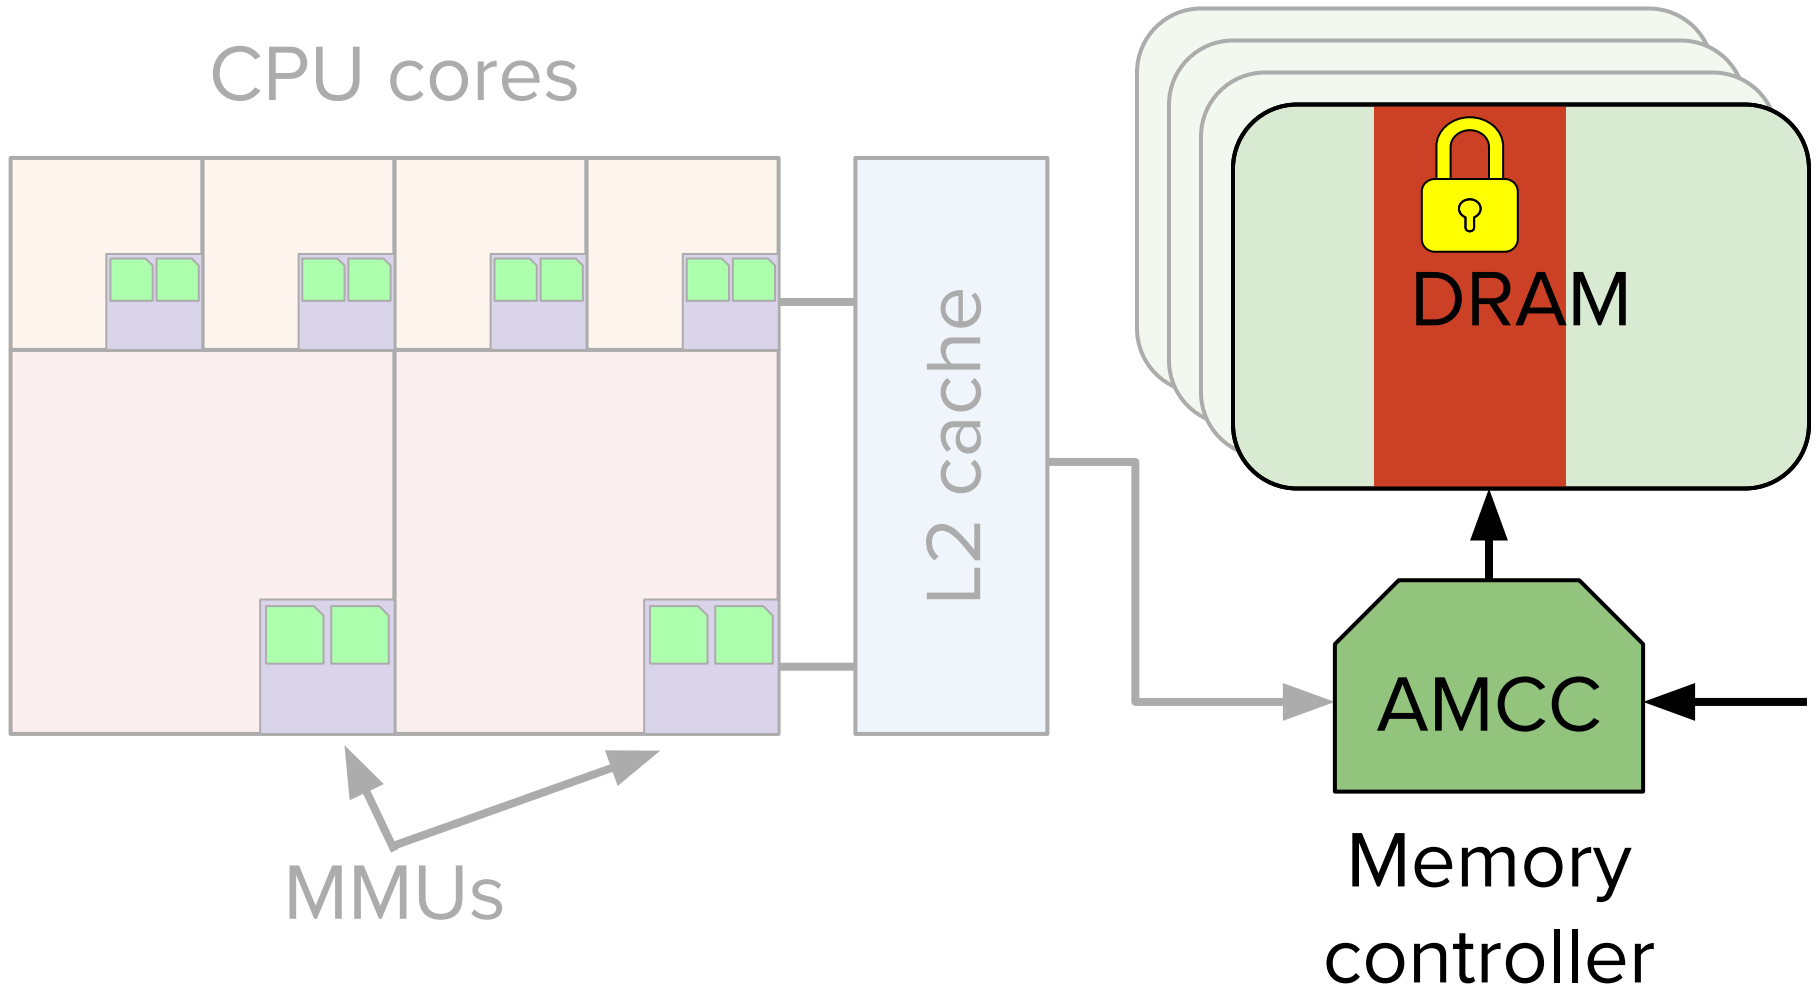 CPU cores
L2 cache
DRAM
AMCC
MMUs
Memory
controller